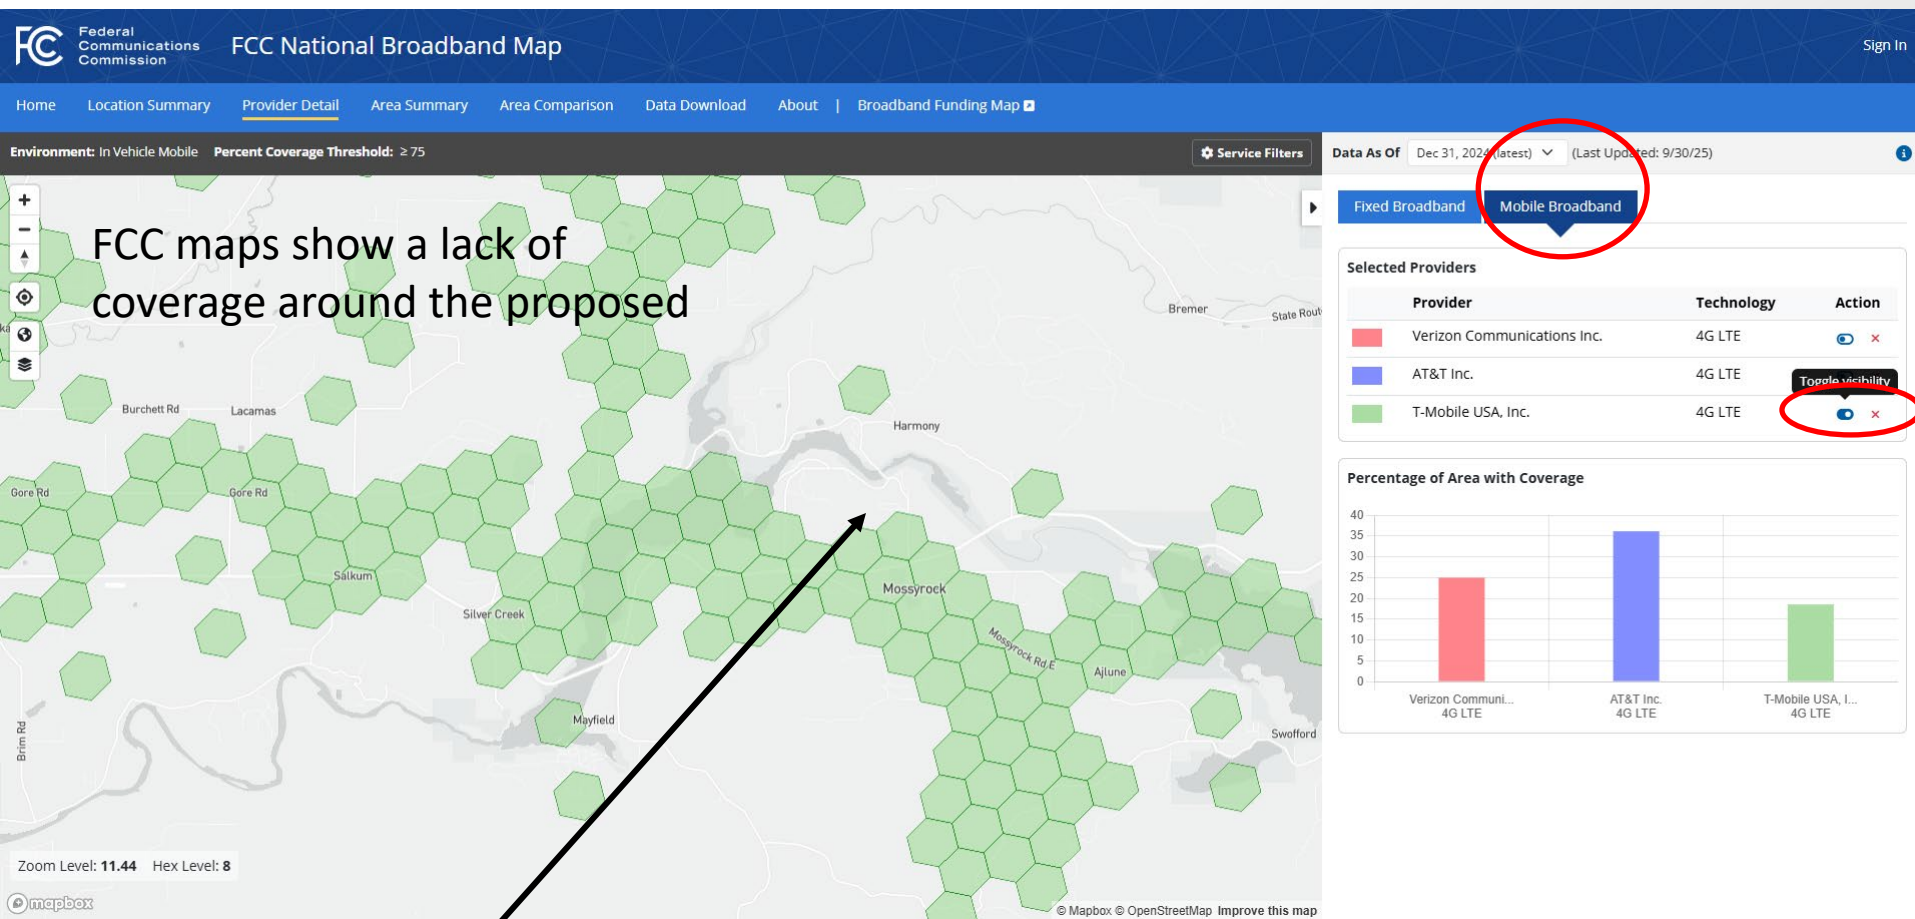 Federal
Communications
Commission
FCC National Broadband Map
Sign In
Home Location Summary Provider Detail Area Summary Area Comparison Data Download About | Broadband Funding Map
Environment: In Vehicle Mobile Percent Coverage Threshold: ≥ 75
Service Filters
Data As Of Dec 31, 2024 (latest) (Last Updated: 9/30/25)
Fixed Broadband Mobile Broadband
FCC maps show a lack of
coverage around the proposed
Bremer
State Rout
Burchett Rd
Lacamas
Harmony
Gore Rd
Gore Rd
Salkum
Silver Creek
Mossyrock
Mossyrock Rd E
Ajlune
Mayfield
Swofford
Brim Rd
Zoom Level: 11.44 Hex Level: 8
mapbox
© Mapbox © OpenStreetMap Improve this map
Selected Providers
Provider Technology Action
Verizon Communications Inc. 4G LTE
AT&T Inc. 4G LTE
Toggle visibility
T-Mobile USA, Inc. 4G LTE
Percentage of Area with Coverage
40
35
30
25
20
15
10
5
0
Verizon Communi... AT&T Inc. T-Mobile USA, I...
4G LTE 4G LTE 4G LTE